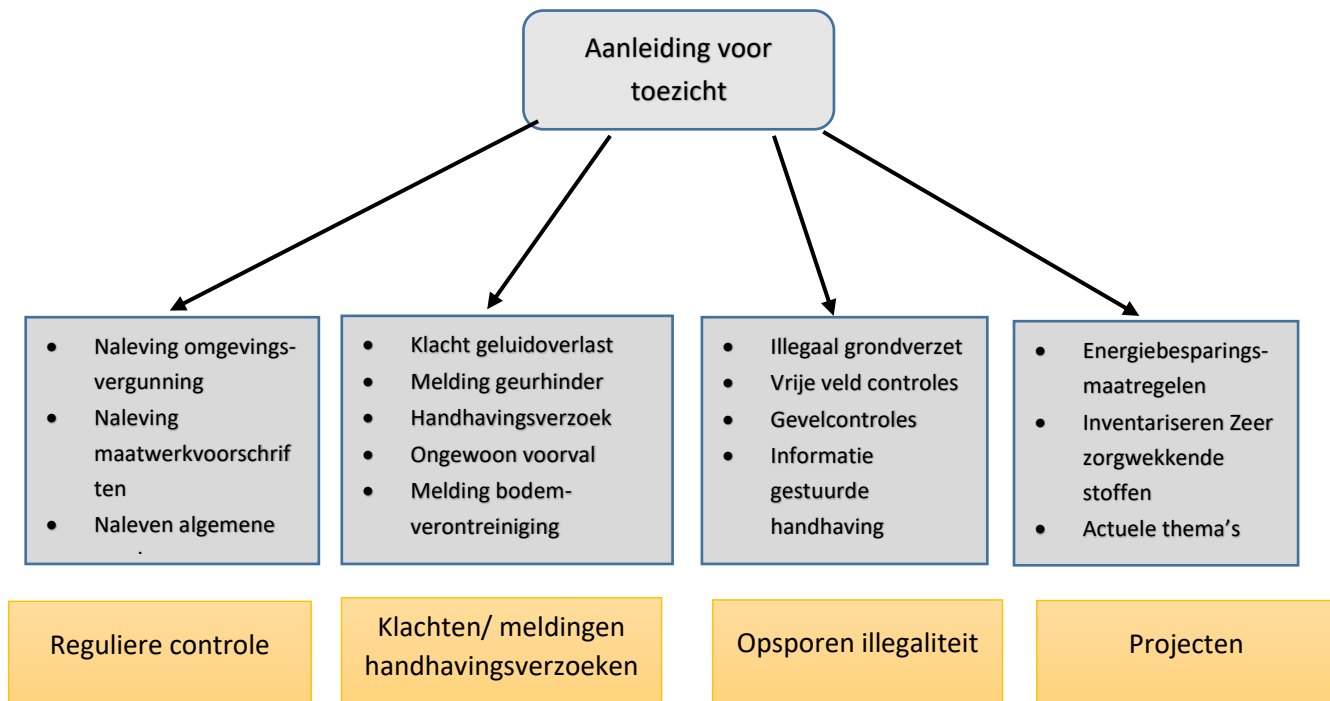 Aanleiding voor
toezicht
Naleving omgevings-
vergunning
Naleving
maatwerkvoorschrif
ten
Naleven algemene
Klacht geluidoverlast
Melding geurhinder
Handhavingsverzoek
Ongewoon voorval
Melding bodem-
verontreiniging
Illegaal grondverzet
Vrije veld controles
Gevelcontroles
Informatie
gestuurde
handhaving
Energiebesparings-
maatregelen
Inventariseren Zeer
zorgwekkende
stoffen
Actuele thema's
Reguliere controle
Klachten/ meldingen
handhavingsverzoeken
Opsporen illegaliteit
Projecten